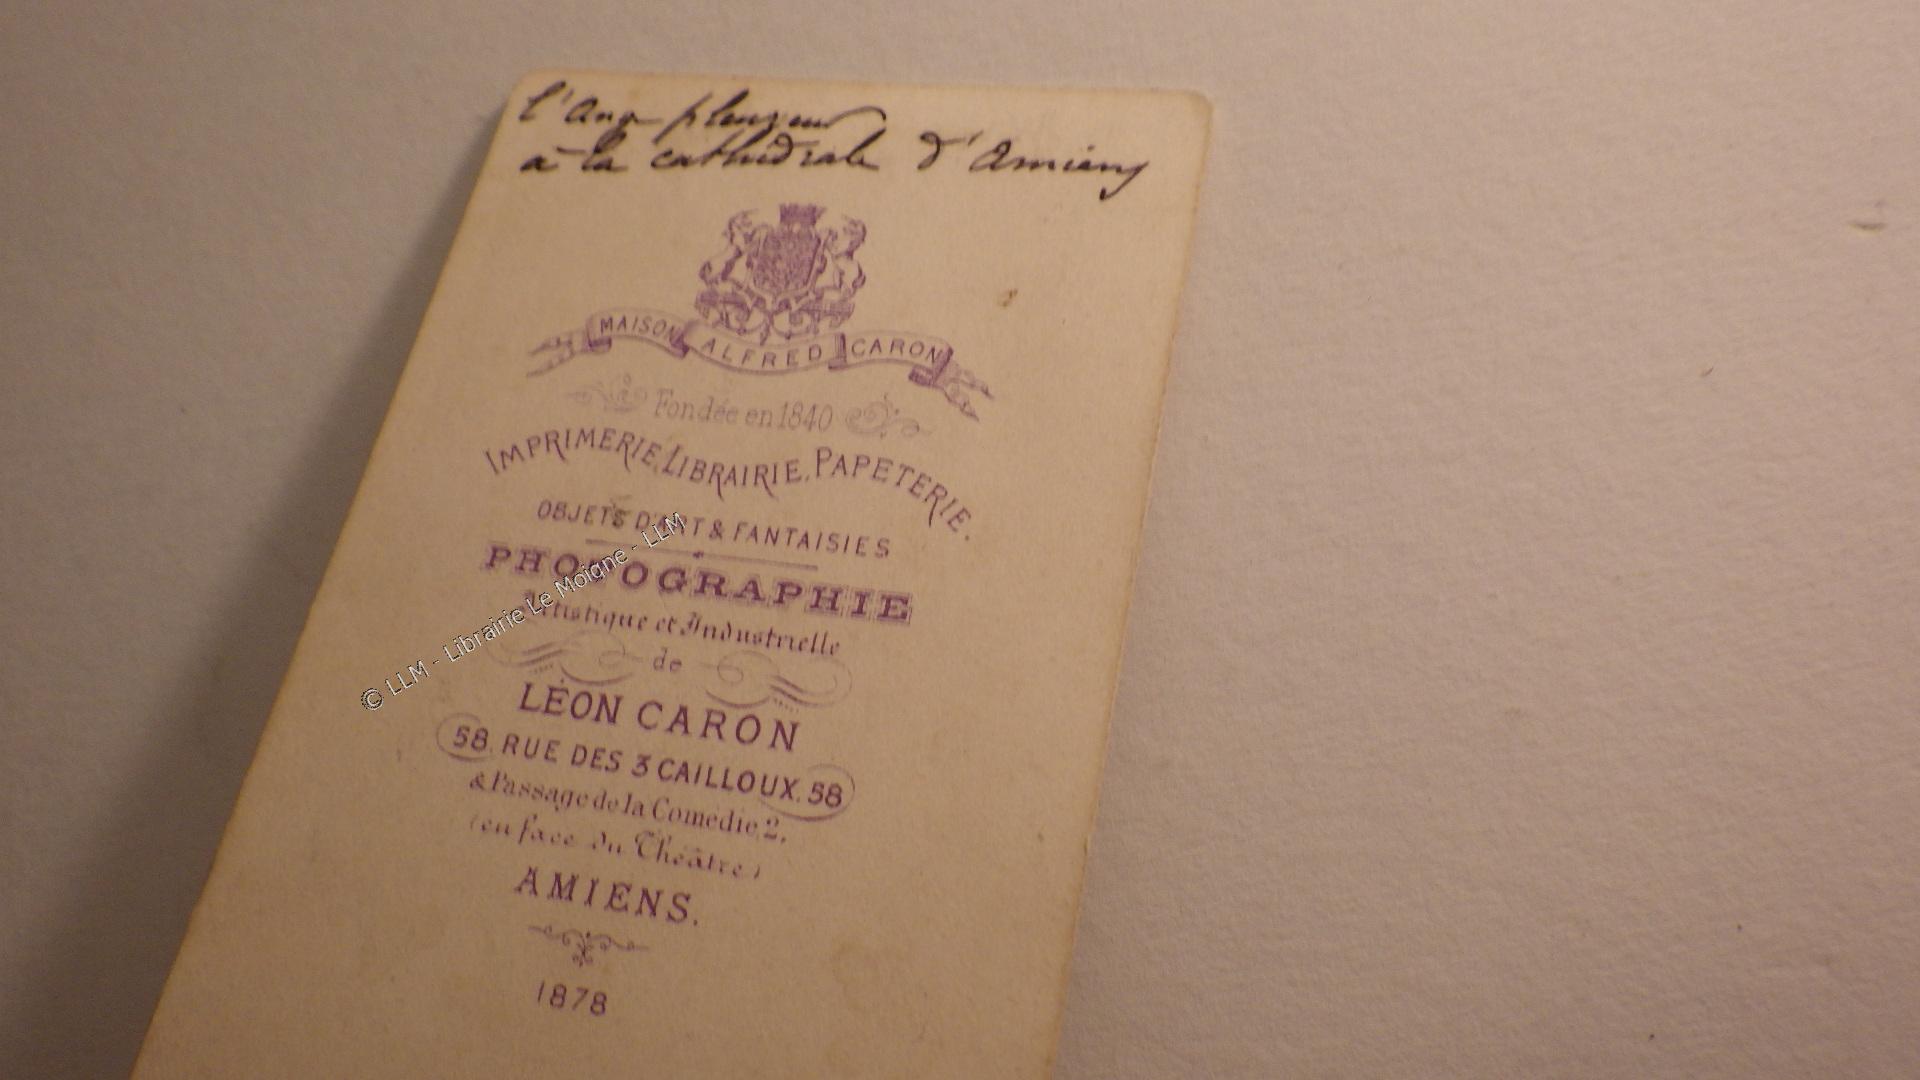 l'Ange pleureur
à la cathédrale d'Amiens
MAISON ALFRED CARON
Fondée en 1840
IMPRIMERIE, LIBRAIRIE, PAPETERIE.
OBJETS D'ART & FANTAISIES
PHOTOGRAPHIE
Artistique et Industrielle
de
LÉON CARON
58, RUE DES 3 CAILLOUX, 58
& Passage de la Comédie, 2,
(en face du Théâtre)
AMIENS.
1878
© LLM - Librairie Le Moigne - LLM